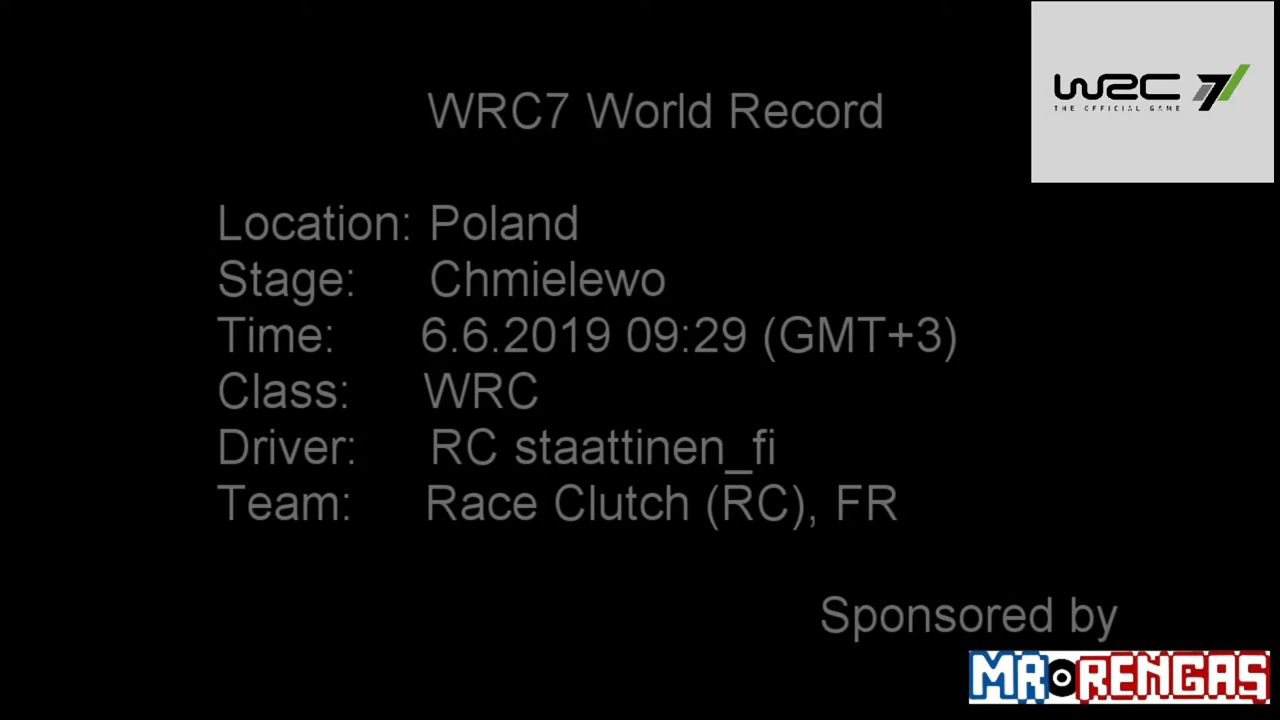 WRC 7
THE OFFICIAL GAME
WRC7 World Record
Location: Poland
Stage: Chmielewo
Time: 6.6.2019 09:29 (GMT+3)
Class: WRC
Driver: RC staattinen_fi
Team: Race Clutch (RC), FR
Sponsored by
MR RENGAS